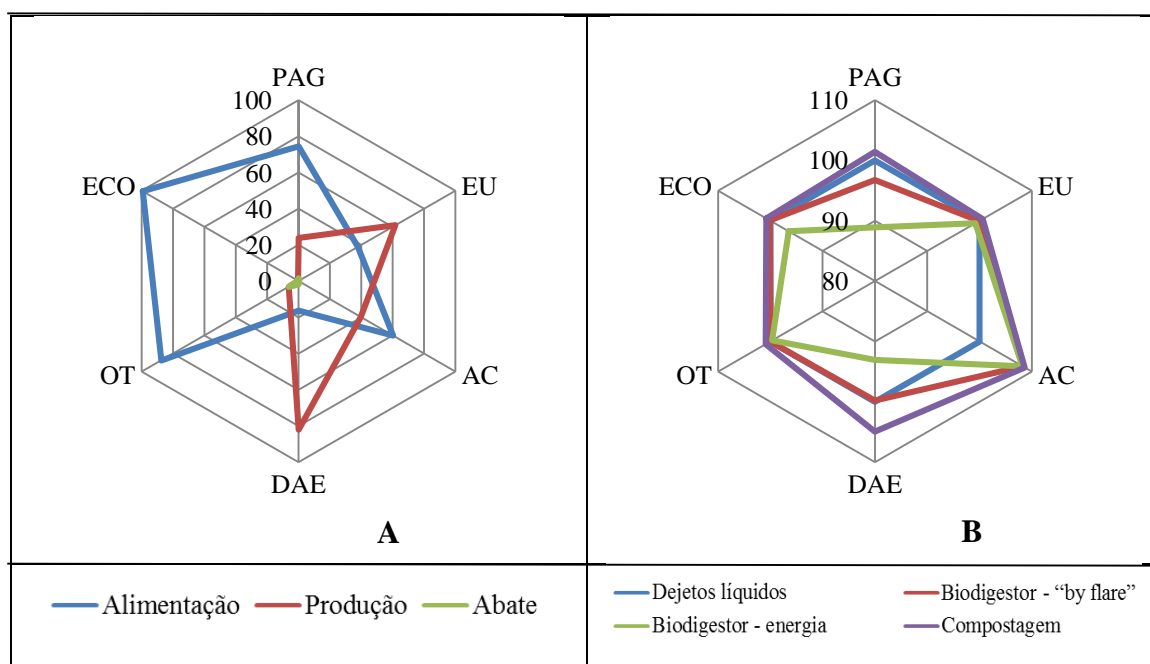 PAG
100
80
60
40
20
0
ECO
EU
OT
AC
DAE
A
Alimentação Produção Abate
PAG
110
100
90
80
ECO
EU
OT
AC
DAE
B
Dejetos líquidos Biodigestor - “by flare”
Biodigestor - energia Compostagem